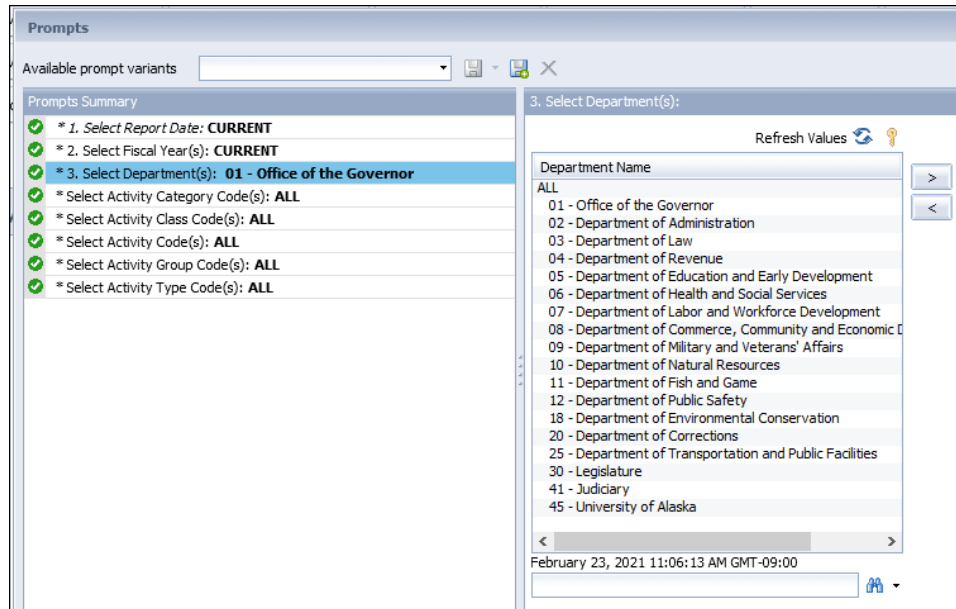 Prompts
Available prompt variants
Prompts Summary
* 1. Select Report Date: CURRENT
* 2. Select Fiscal Year(s): CURRENT
* 3. Select Department(s): 01 - Office of the Governor
* Select Activity Category Code(s): ALL
* Select Activity Class Code(s): ALL
* Select Activity Code(s): ALL
* Select Activity Group Code(s): ALL
* Select Activity Type Code(s): ALL
3. Select Department(s):
Refresh Values
Department Name
ALL
01 - Office of the Governor
02 - Department of Administration
03 - Department of Law
04 - Department of Revenue
05 - Department of Education and Early Development
06 - Department of Health and Social Services
07 - Department of Labor and Workforce Development
08 - Department of Commerce, Community and Economic D
09 - Department of Military and Veterans' Affairs
10 - Department of Natural Resources
11 - Department of Fish and Game
12 - Department of Public Safety
18 - Department of Environmental Conservation
20 - Department of Corrections
25 - Department of Transportation and Public Facilities
30 - Legislature
41 - Judiciary
45 - University of Alaska
>
<
February 23, 2021 11:06:13 AM GMT-09:00